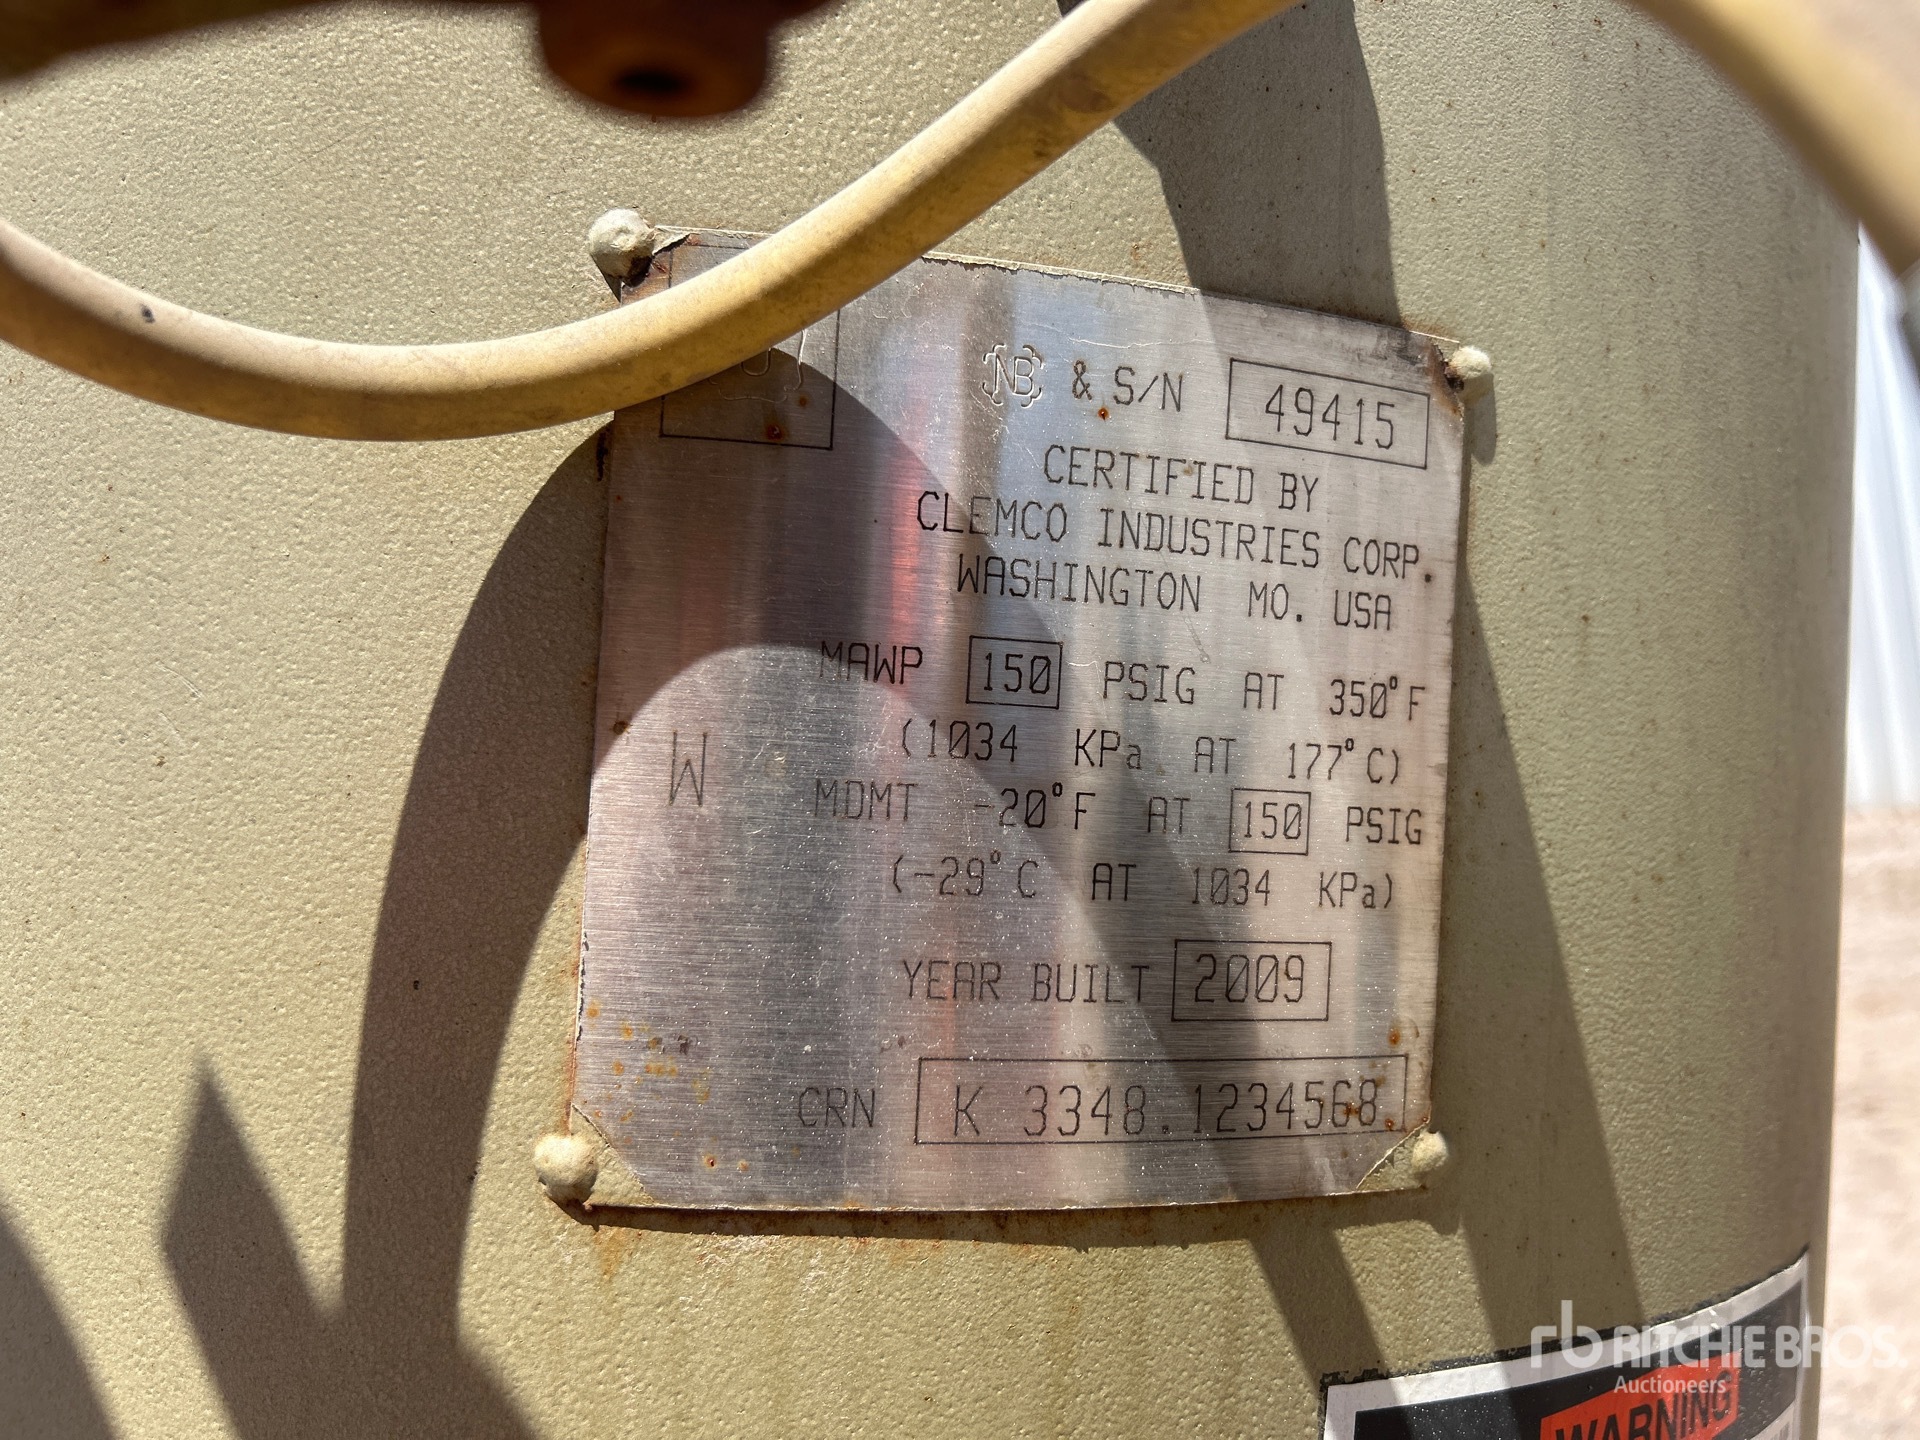 NB & S/N 49415
CERTIFIED BY
CLEMCO INDUSTRIES CORP.
WASHINGTON MO. USA
MAWP 150 PSIG AT 350°F
(1034 KPa AT 177°C)
W
MDMT -20°F AT 150 PSIG
(-29°C AT 1034 KPa)
YEAR BUILT 2009
CRN K 3348.1234568
rb RITCHIE BROS.
Auctioneers
WARNING